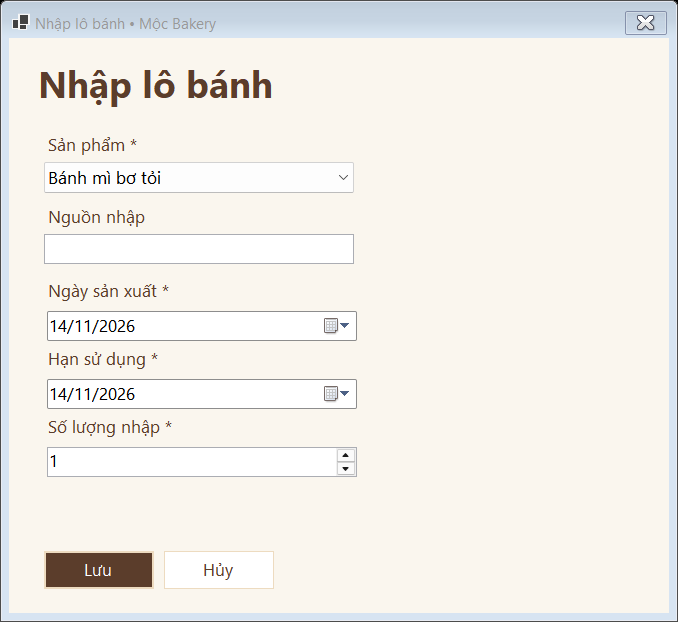 Nhập lô bánh • Mộc Bakery
Nhập lô bánh
Sản phẩm *
Bánh mì bơ tỏi
Nguồn nhập
Ngày sản xuất *
14/11/2026
Hạn sử dụng *
14/11/2026
Số lượng nhập *
1
Lưu Hủy